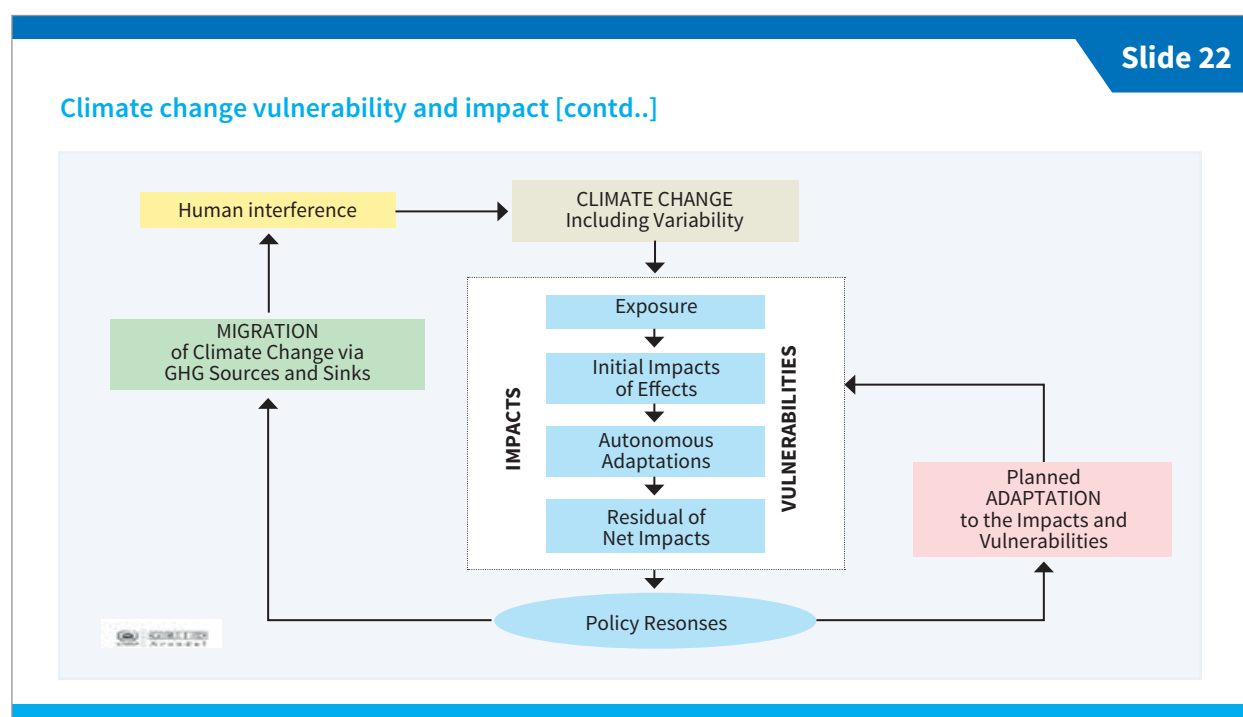 Slide 22
Climate change vulnerability and impact [contd..]
Human interference
CLIMATE CHANGE
Including Variability
MIGRATION
of Climate Change via
GHG Sources and Sinks
IMPACTS
Exposure
Initial Impacts
of Effects
Autonomous
Adaptations
Residual of
Net Impacts
VULNERABILITIES
Planned
ADAPTATION
to the Impacts and
Vulnerabilities
Policy Resonses
G R I D
A r e n d a l